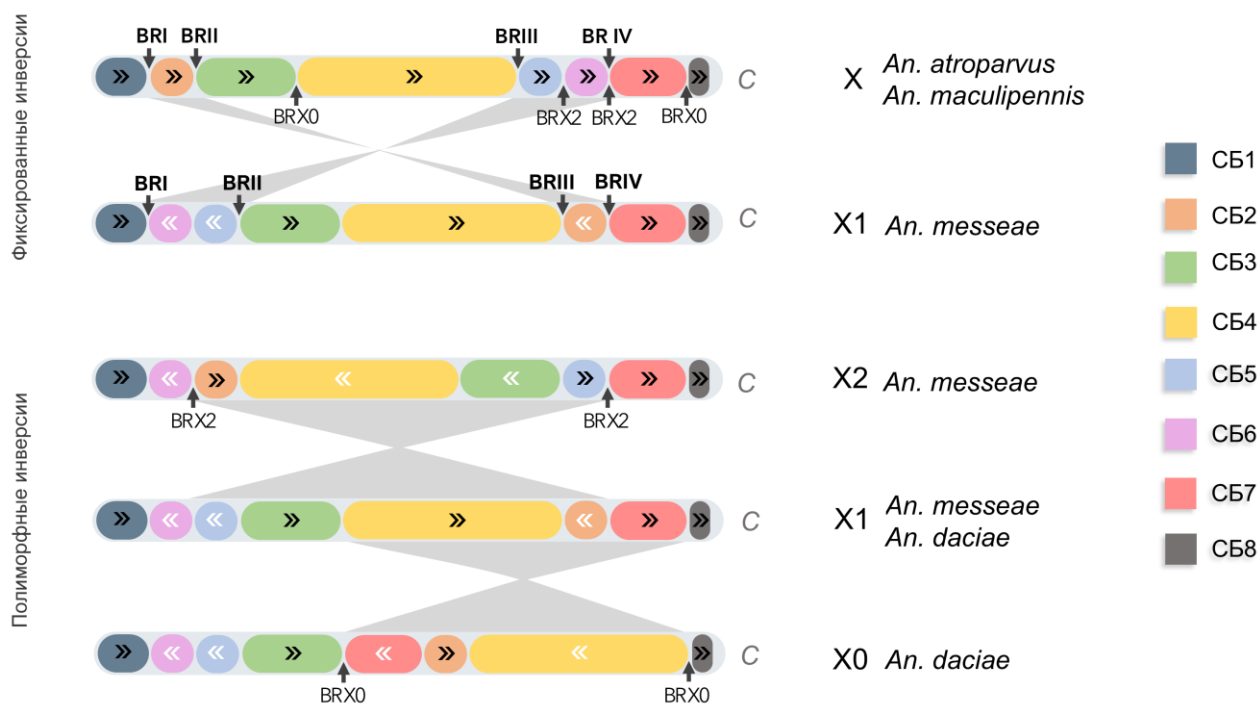 Фиксированные инверсии
BRI BRII BRIII BR IV
» » » » » » » » C
BRX0 BRX2 BRX2 BRX0
X An. atroparvus
An. maculipennis
BRI BRII BRIII BRIV
» « « » » « » » C
X1 An. messeae
Полиморфные инверсии
» « » « « » » » C
BRX2 BRX2
X2 An. messeae
» « « » » « » » C
X1 An. messeae
An. daciae
» « « » « » « » C
BRX0 BRX0
X0 An. daciae
СБ1
СБ2
СБ3
СБ4
СБ5
СБ6
СБ7
СБ8